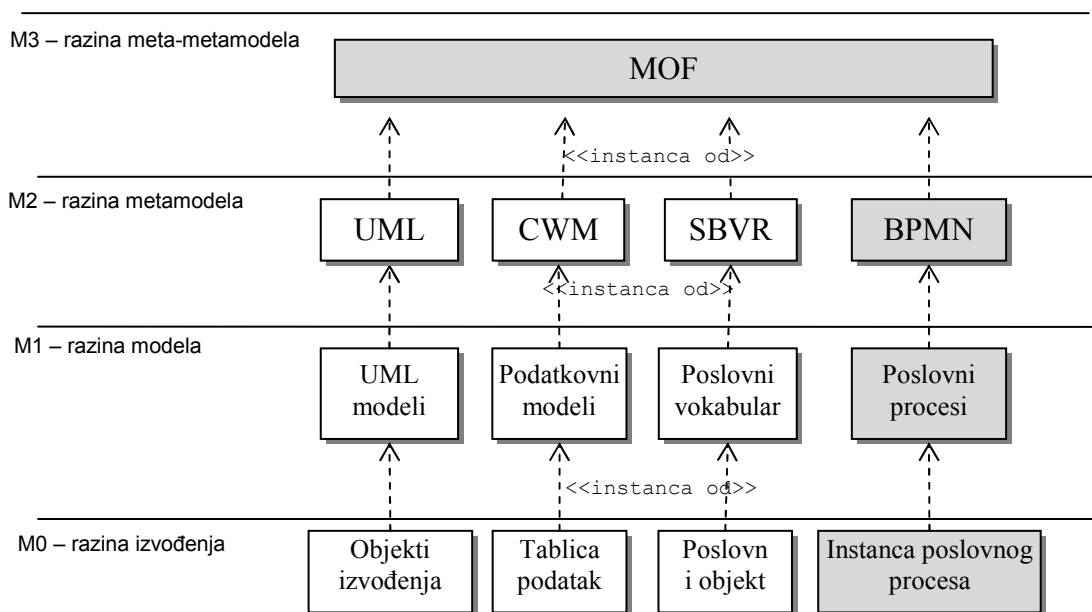 M3 – razina meta-metamodela
MOF
<<instanca od>>
M2 – razina metamodela
UML
CWM
SBVR
BPMN
<<instanca od>>
M1 – razina modela
UML
modeli
Podatkovni
modeli
Poslovni
vokabular
Poslovni
procesi
<<instanca od>>
M0 – razina izvođenja
Objekti
izvođenja
Tablica
podatak
Poslovn
i objekt
Instanca poslovnog
procesa